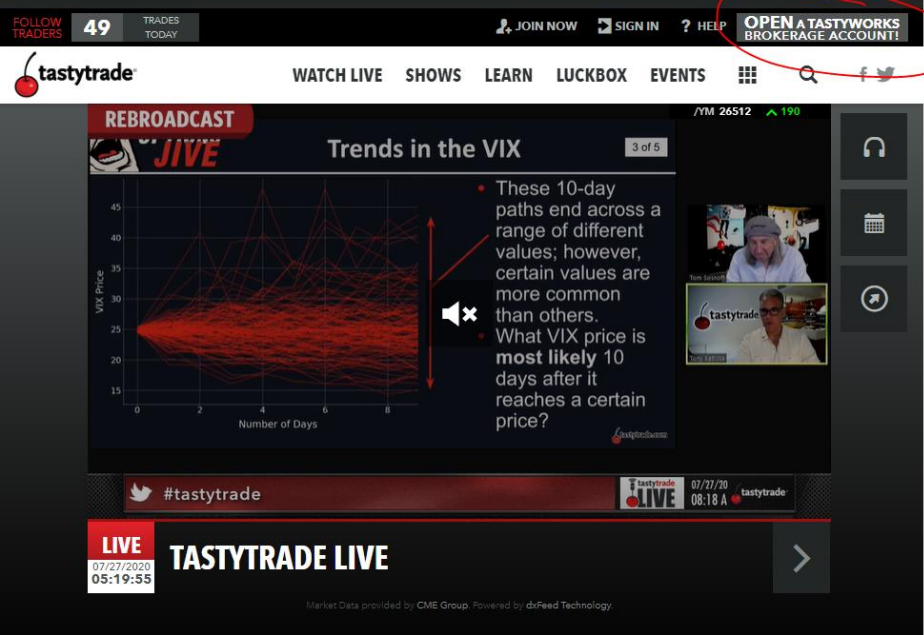 FOLLOW
TRADERS
49
TRADES
TODAY
JOIN NOW
SIGN IN
? HELP
OPEN A TASTYWORKS
BROKERAGE ACCOUNT!
tastytrade
WATCH LIVE
SHOWS
LEARN
LUCKBOX
EVENTS
REBROADCAST
/YM 26512
190
JIVE
Trends in the VIX
3 of 5
45
40
35
30
25
20
15
VIX Price
0 2 4 6 8
Number of Days
• These 10-day
paths end across a
range of different
values; however,
certain values are
more common
than others.
• What VIX price is
most likely 10
days after it
reaches a certain
price?
tastytrade.com
Tom Sosnoff
tastytrade
Tony Battista
#tastytrade
tastytrade
LIVE
07/27/20
08:18 A
tastytrade
LIVE
07/27/2020
05:19:55
TASTYTRADE LIVE
Market Data provided by CME Group. Powered by dxFeed Technology.